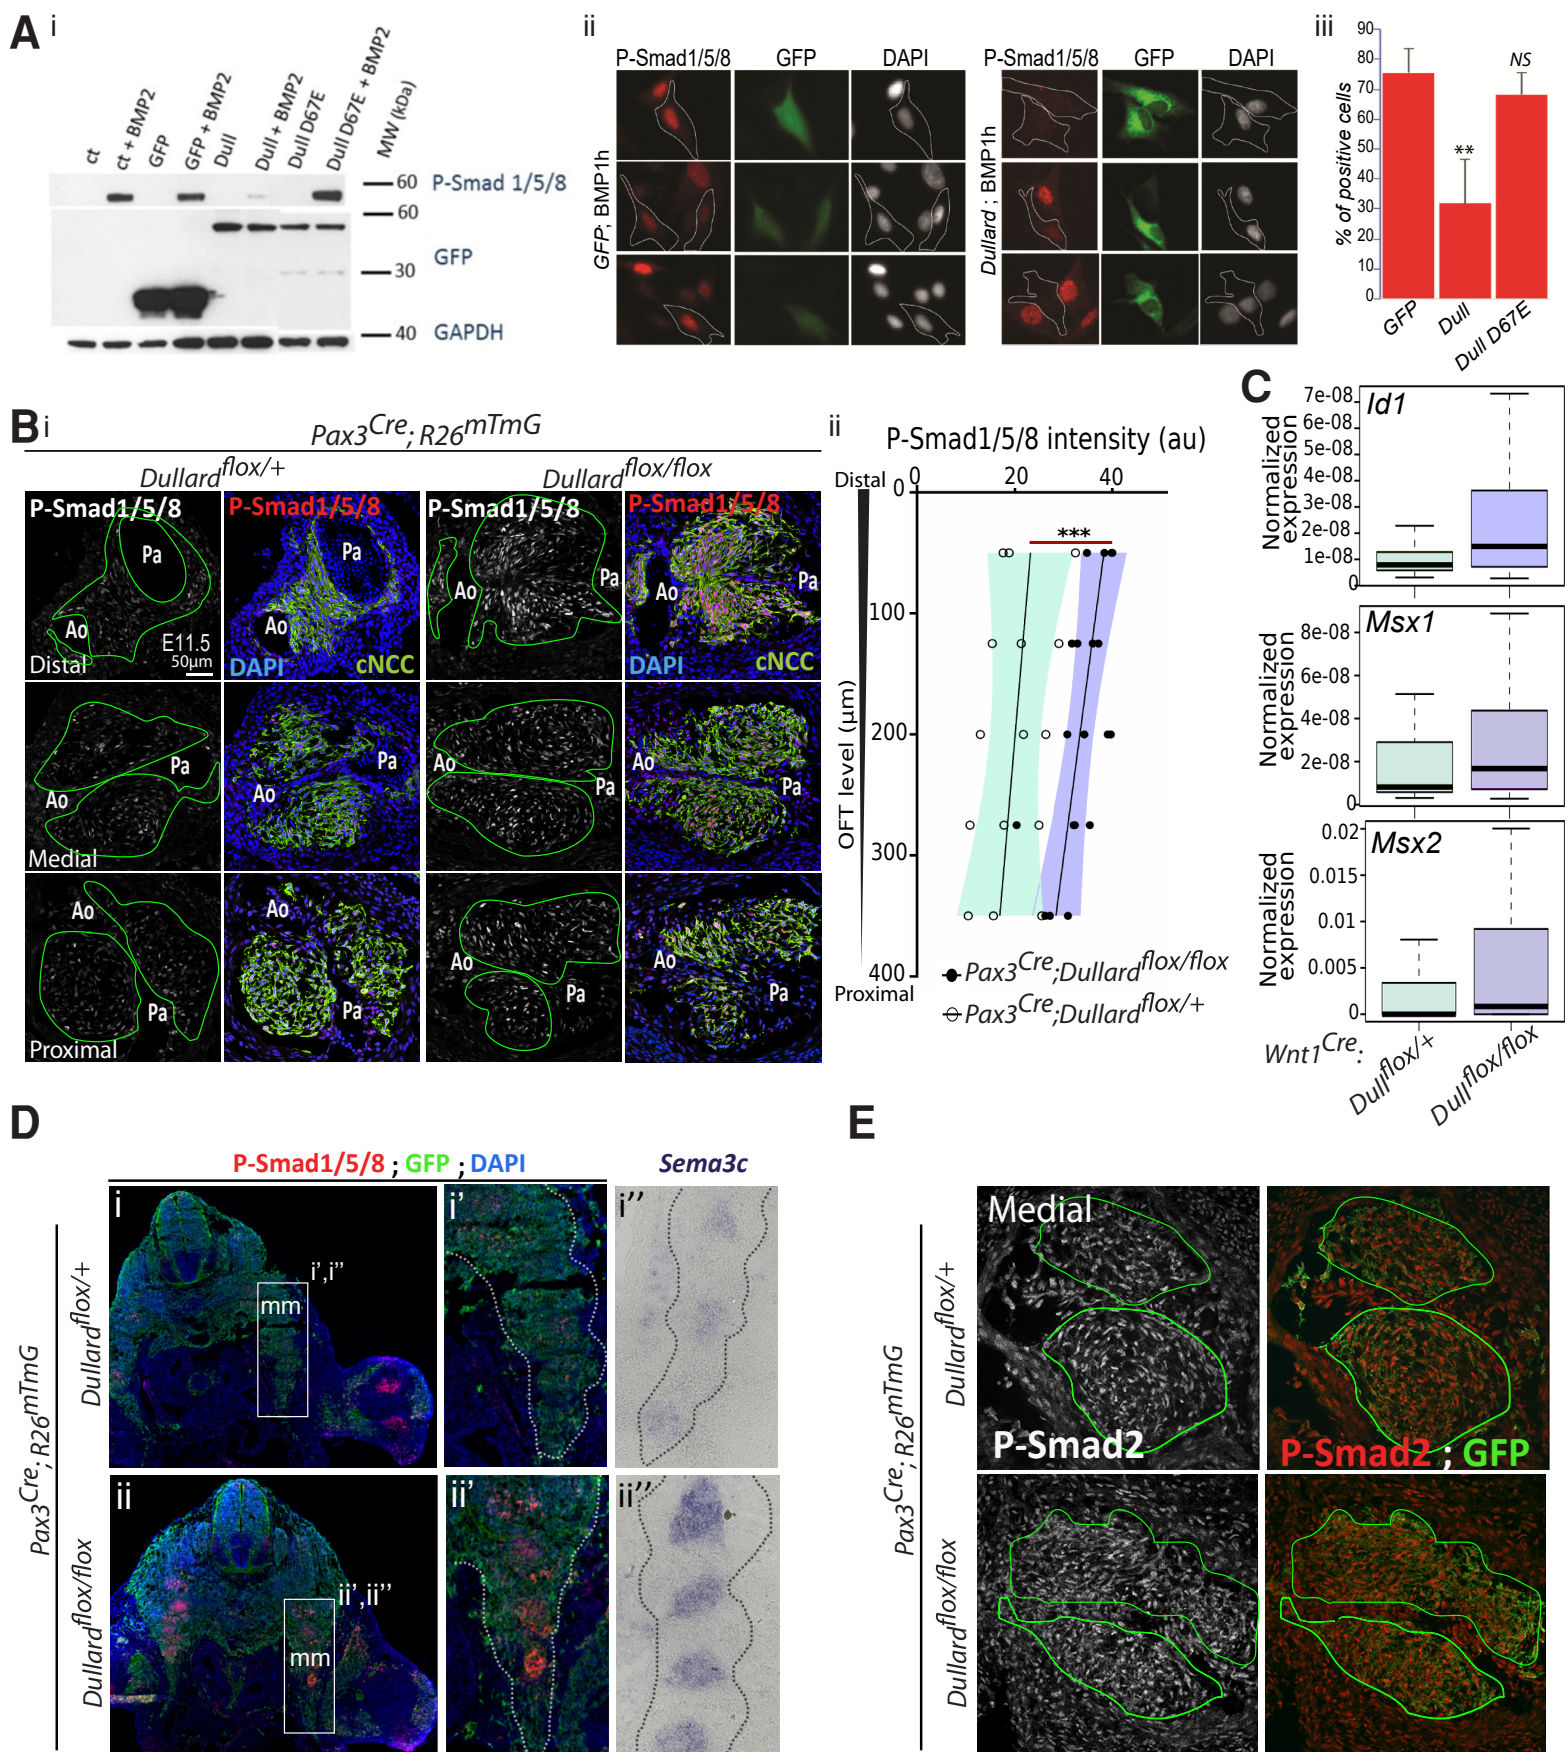 A i
ct
ct + BMP2
GFP
GFP + BMP2
Dull
Dull + BMP2
Dull D67E
Dull D67E + BMP2
MW (kDa)
60 P-Smad 1/5/8
60
GFP
30
40 GAPDH
ii
P-Smad1/5/8 GFP DAPI
GFP; BMP1h
P-Smad1/5/8 GFP DAPI
Dullard ; BMP1h
iii
% of positive cells
90
80
70
60
50
40
30
20
10
0
**
NS
GFP
Dull
Dull D67E
B i
Pax3Cre; R26mTmG
Dullardflox/+ Dullardflox/flox
P-Smad1/5/8 P-Smad1/5/8 P-Smad1/5/8 P-Smad1/5/8
Pa Pa Ao Pa Ao Pa
Ao Ao
E11.5
50µm
Distal DAPI cNCC DAPI cNCC
Pa Pa Ao Pa Ao Pa
Ao Ao
Medial
Ao Ao Ao Ao
Pa Pa Pa Pa
Proximal
ii
P-Smad1/5/8 intensity (au)
0 20 40
Distal 0
***
100
200
300
400
Proximal
OFT level (µm)
Pax3Cre;Dullardflox/flox
Pax3Cre;Dullardflox/+
C
Id1
Normalized
expression
7e-08
6e-08
5e-08
4e-08
3e-08
2e-08
1e-08
0
Msx1
Normalized
expression
8e-08
6e-08
4e-08
2e-08
0
Msx2
Normalized
expression
0.02
0.015
0.01
0.005
0
Wnt1Cre:
Dullflox/+
Dullflox/flox
D
P-Smad1/5/8 ; GFP ; DAPI Sema3c
Pax3Cre; R26mTmG
Dullardflox/+
i i' i''
i',i''
mm
Dullardflox/flox
ii ii' ii''
ii',ii''
mm
E
Pax3Cre; R26mTmG
Dullardflox/+
Medial
P-Smad2 P-Smad2 ; GFP
Dullardflox/flox